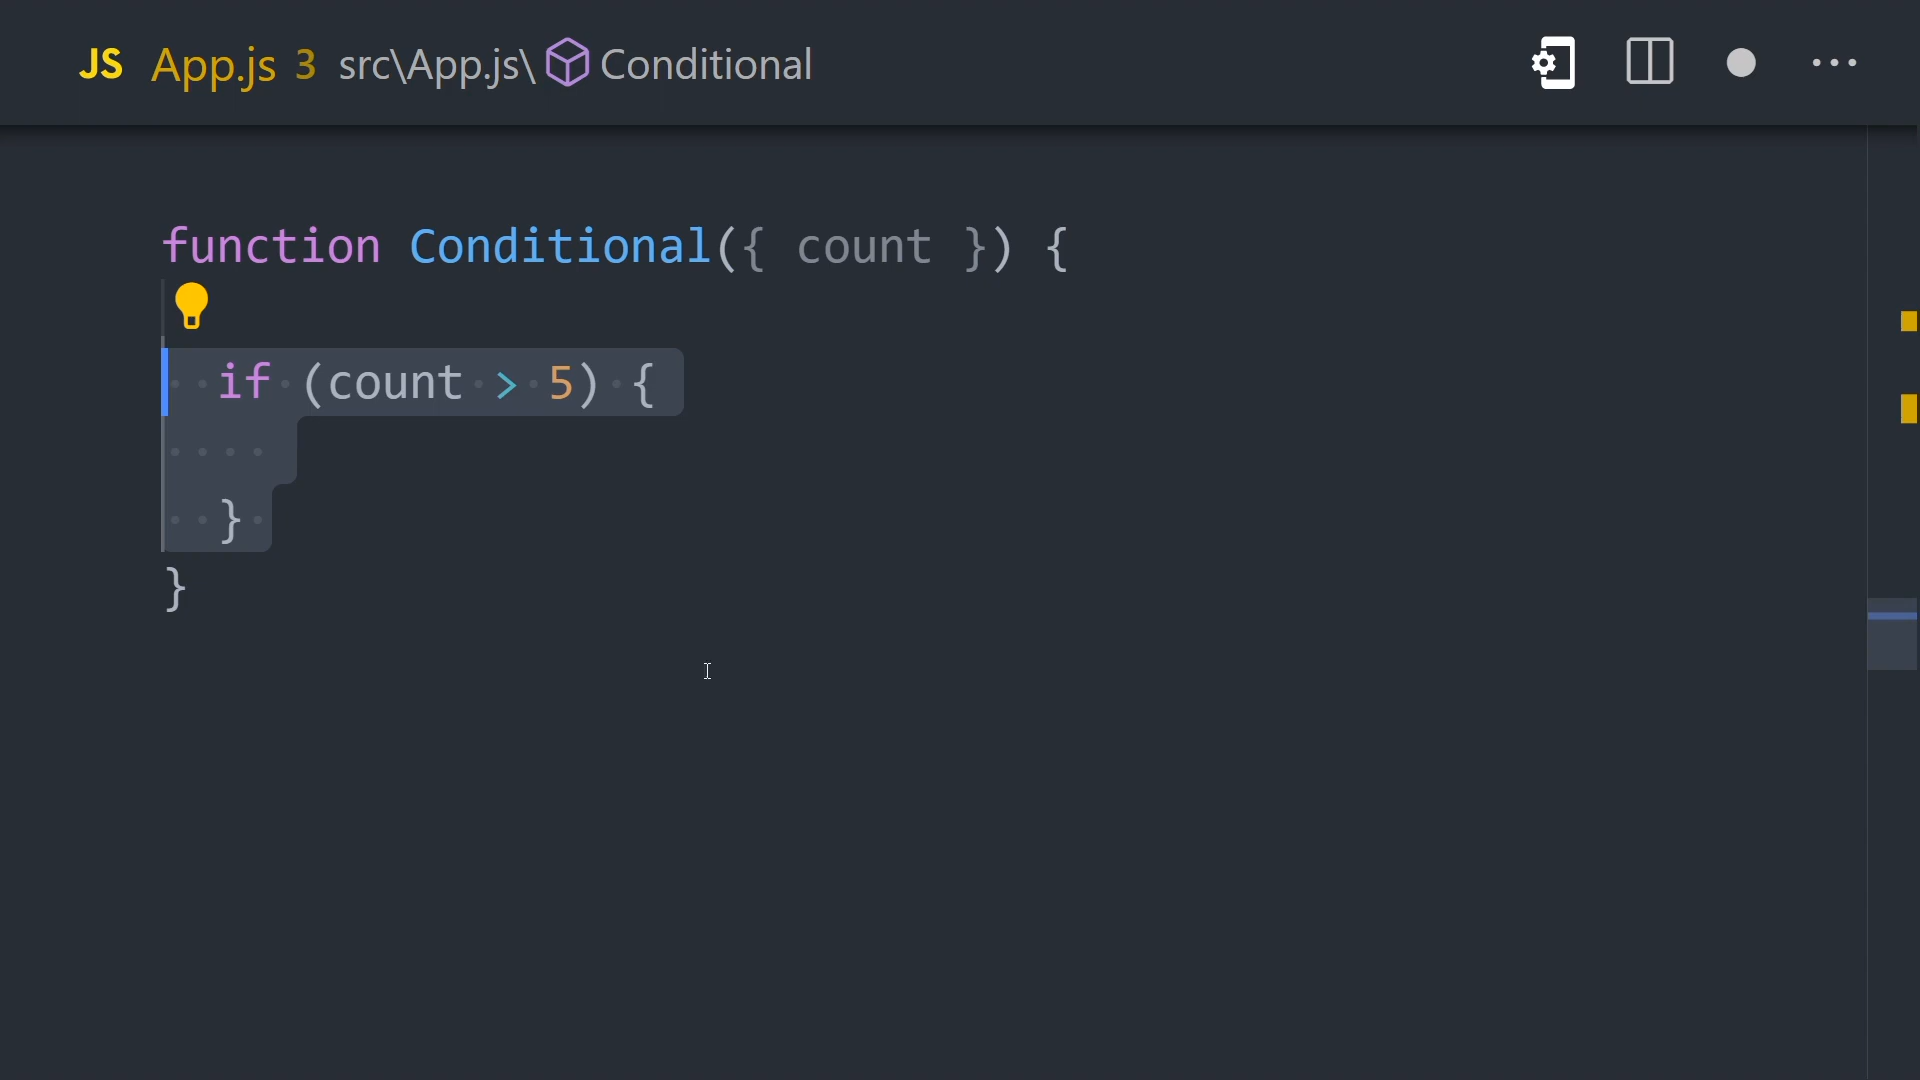 JS App.js 3 src\App.js\ Conditional
function Conditional({ count }) {
if (count > 5) {
}
}